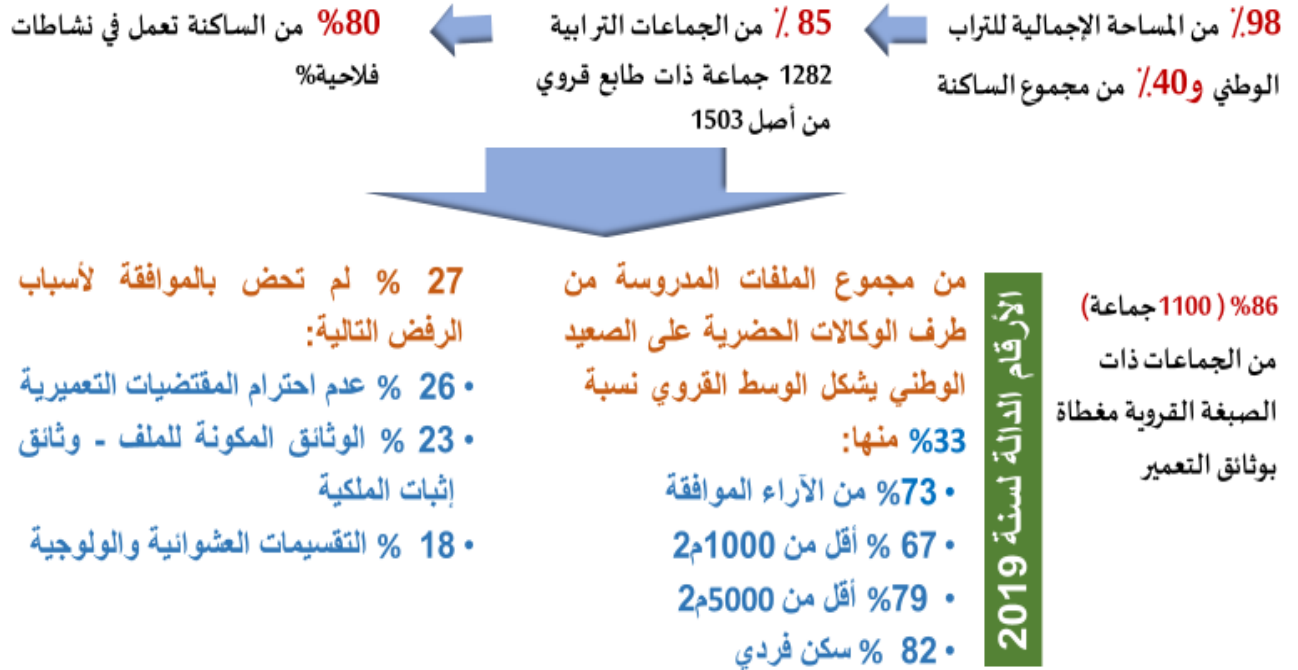 98٪ من المساحة الإجمالية للتراب
الوطني و40٪ من مجموع الساكنة
85 ٪ من الجماعات الترابية
1282 جماعة ذات طابع قروي
من أصل 1503
80% من الساكنة تعمل في نشاطات
فلاحية%
86% (1100جماعة)
من الجماعات ذات
الصبغة القروية مغطاة
بوثائق التعمير
الأرقام الدالة لسنة 2019
من مجموع الملفات المدروسة من
طرف الوكالات الحضرية على الصعيد
الوطني يشكل الوسط القروي نسبة
33% منها:
• 73% من الآراء الموافقة
• 67 % أقل من 1000م2
• 79% أقل من 5000م2
• 82 % سكن فردي
27 % لم تحض بالموافقة لأسباب
الرفض التالية:
• 26 % عدم احترام المقتضيات التعميرية
• 23 % الوثائق المكونة للملف - وثائق
إثبات الملكية
• 18 % التقسيمات العشوائية والولوجية